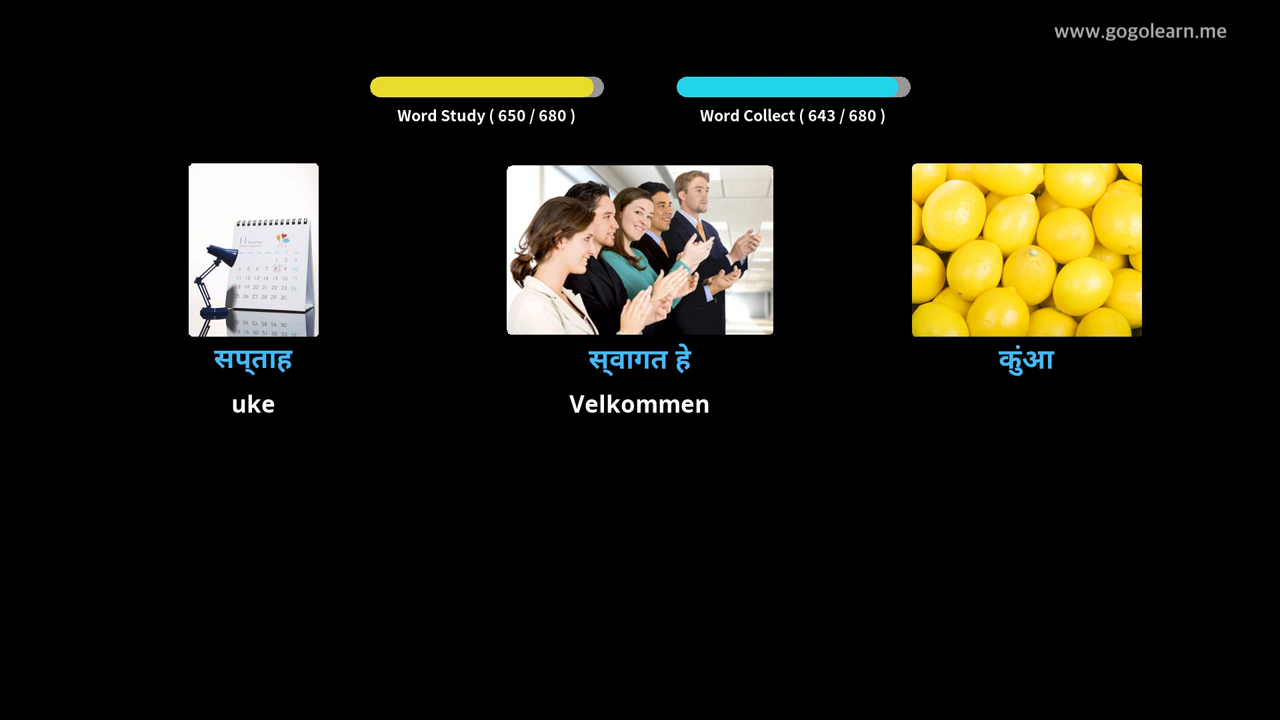 www.gogolearn.me
Word Study ( 650 / 680 )
Word Collect ( 643 / 680 )
सप्ताह
स्वागत हे
कुंआ
uke
Velkommen